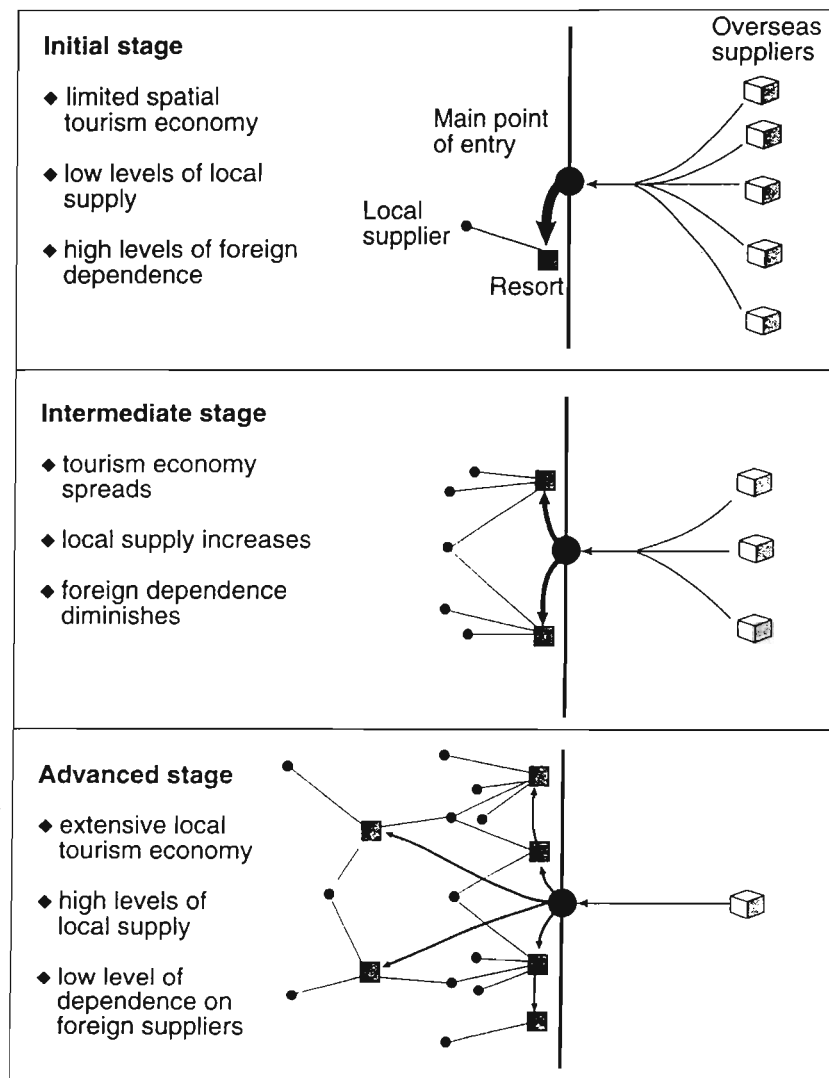 Initial stage
◆ limited spatial
tourism economy
◆ low levels of local
supply
◆ high levels of foreign
dependence
Overseas
suppliers
Main point
of entry
Local
supplier
Resort
Intermediate stage
◆ tourism economy
spreads
◆ local supply increases
◆ foreign dependence
diminishes
Advanced stage
◆ extensive local
tourism economy
◆ high levels of
local supply
◆ low level of
dependence on
foreign suppliers